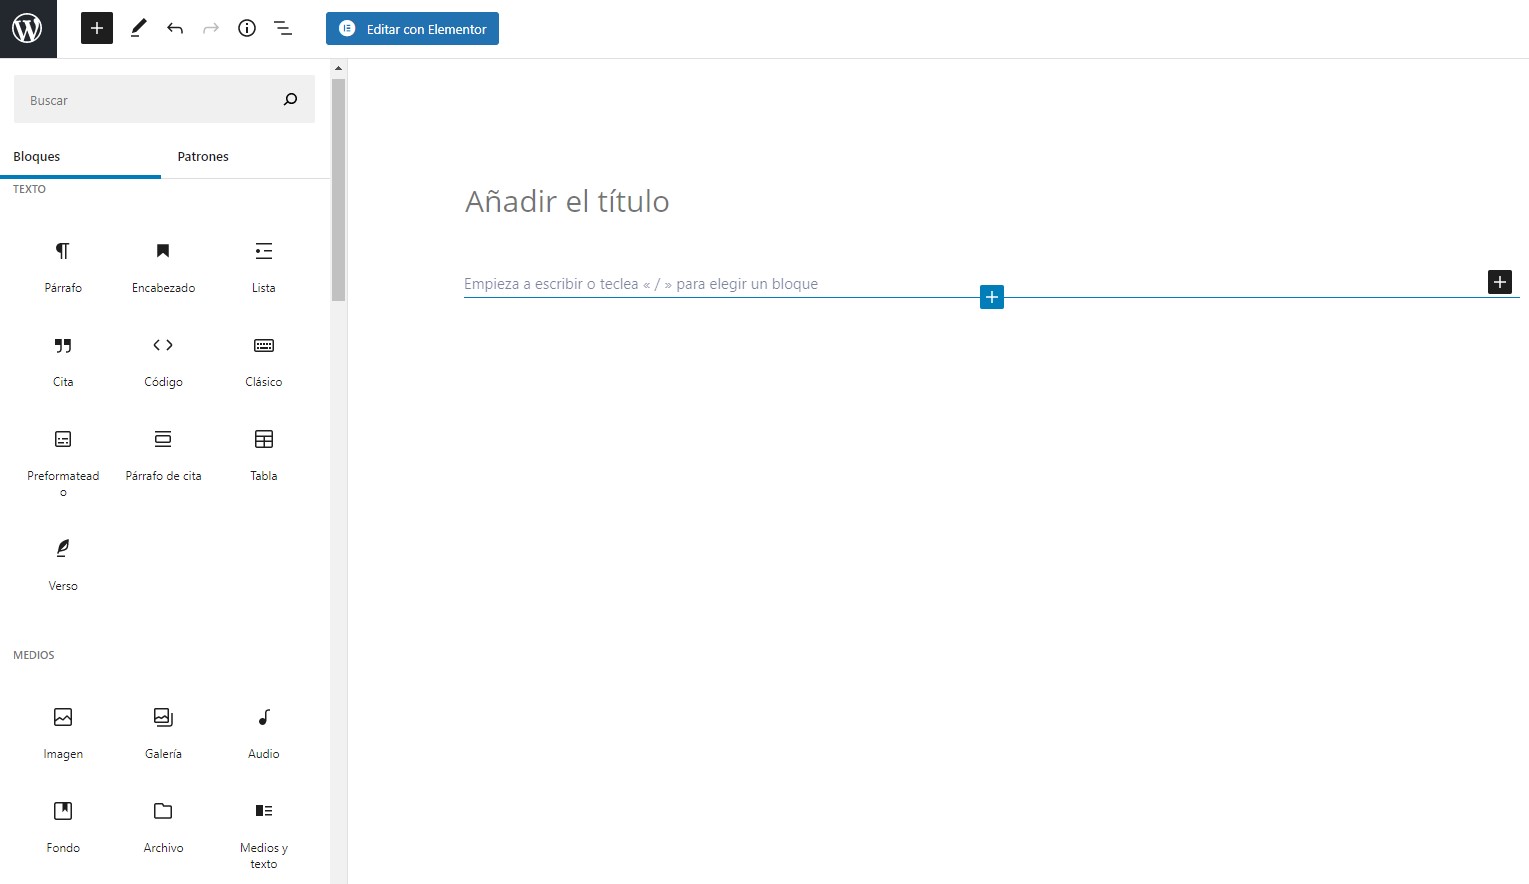 Editar con Elementor
Buscar
Bloques
Patrones
TEXTO
Párrafo
Encabezado
Lista
Cita
Código
Clásico
Preformatead
o
Párrafo de cita
Tabla
Verso
MEDIOS
Imagen
Galería
Audio
Fondo
Archivo
Medios y
texto
Añadir el título
Empieza a escribir o teclea « / » para elegir un bloque